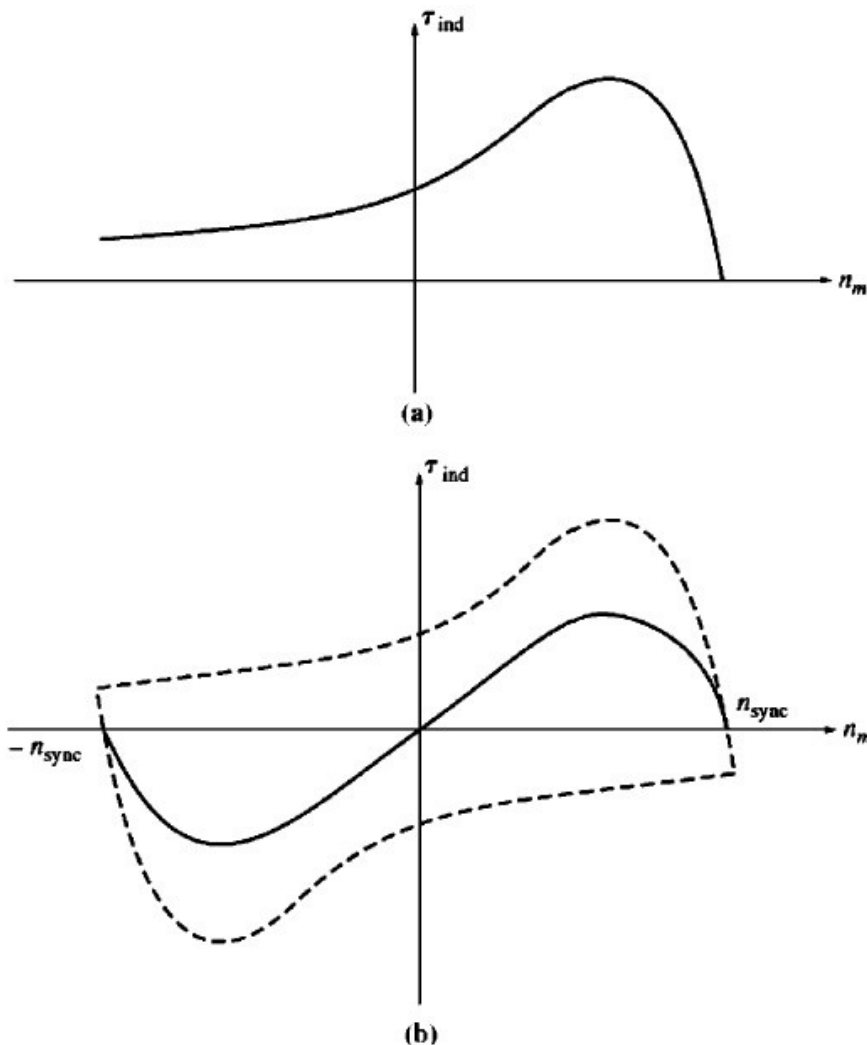 τ ind
n m
(a)
τ ind
n sync
– n sync
n m
(b)